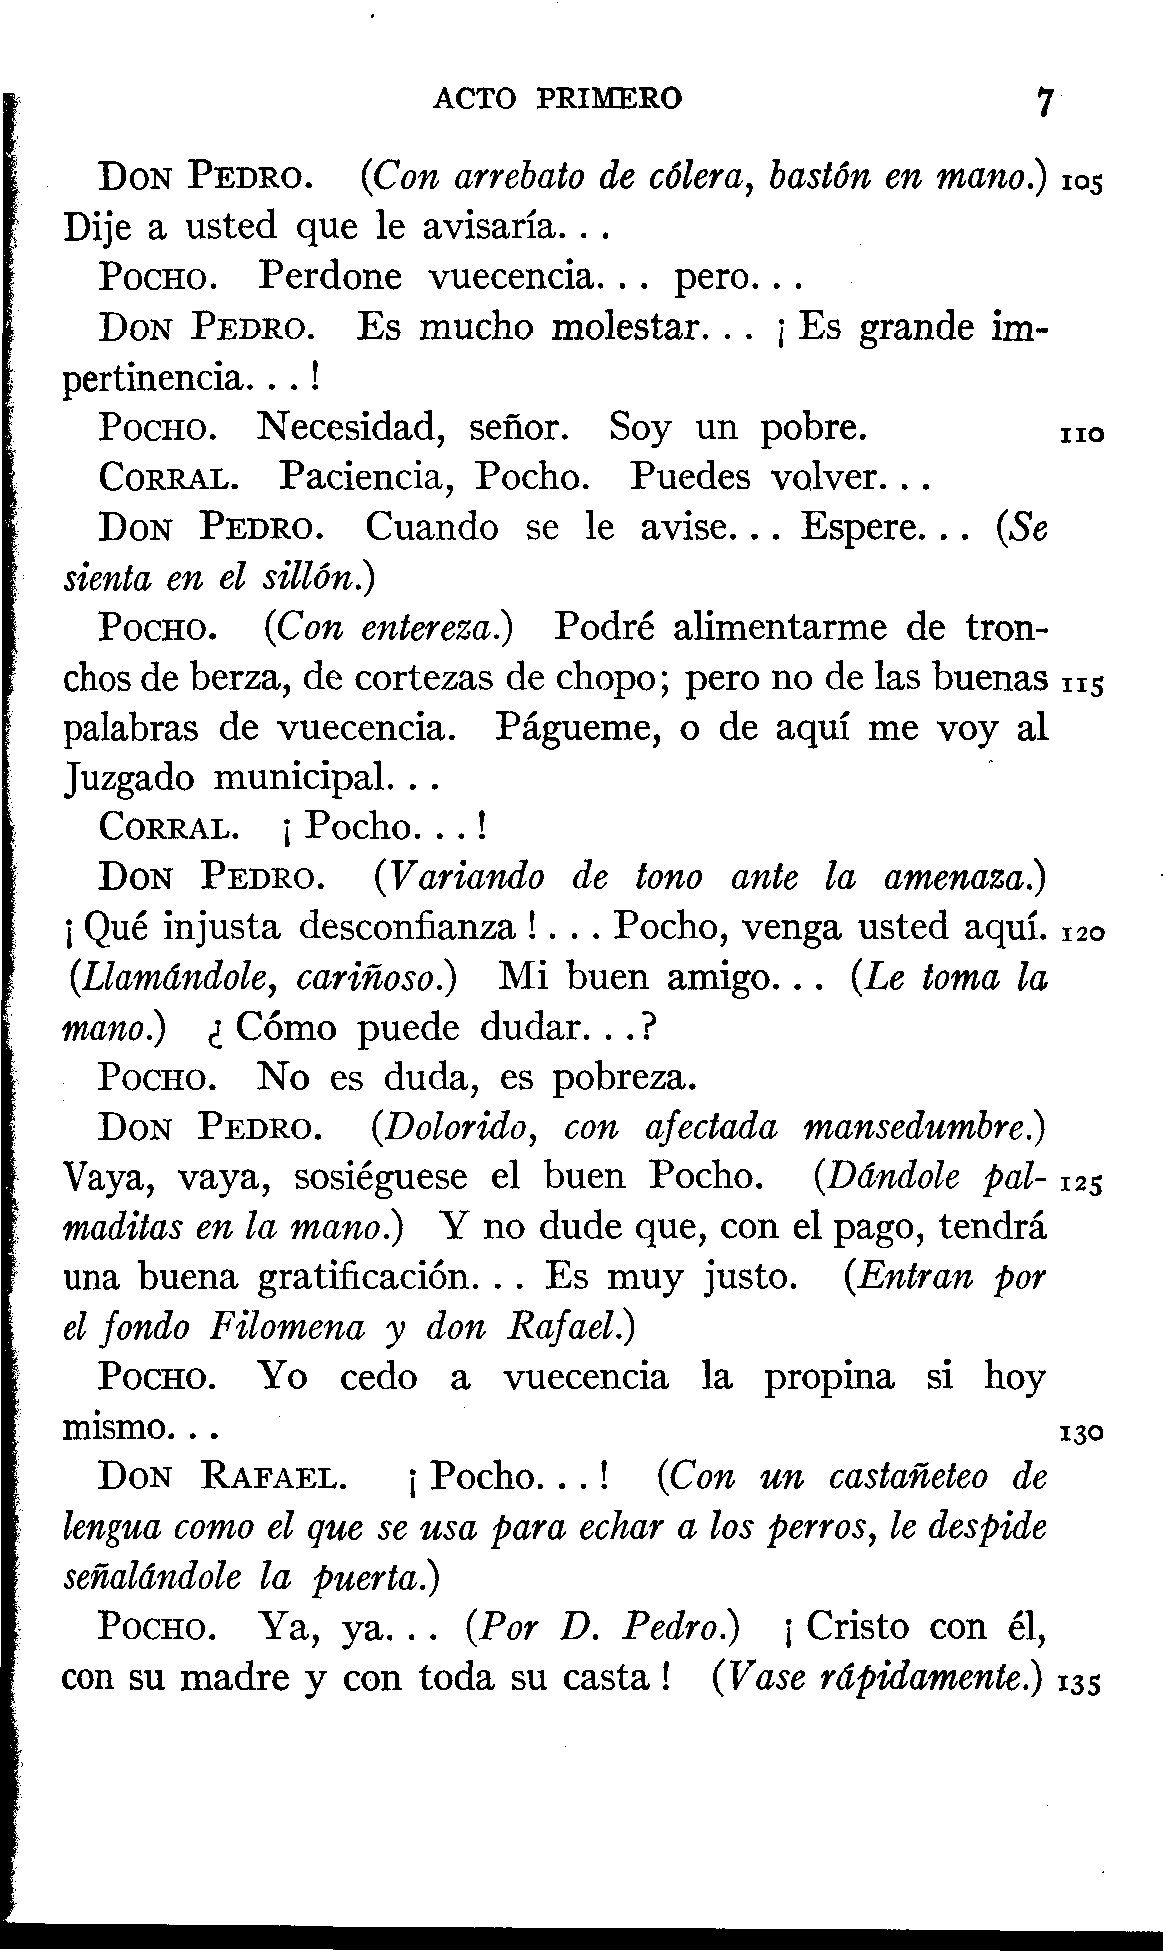 ACTO PRIMERO 7
DON PEDRO. (Con arrebato de cólera, bastón en mano.) 105
Dije a usted que le avisaría. . .
POCHO. Perdone vuecencia. . . pero. . .
DON PEDRO. Es mucho molestar. . . ¡ Es grande im-
pertinencia. . . !
POCHO. Necesidad, señor. Soy un pobre. 110
CORRAL. Paciencia, Pocho. Puedes volver. . .
DON PEDRO. Cuando se le avise. . . Espere. . . (Se
sienta en el sillón.)
POCHO. (Con entereza.) Podré alimentarme de tron-
chos de berza, de cortezas de chopo; pero no de las buenas 115
palabras de vuecencia. Págueme, o de aquí me voy al
Juzgado municipal. . .
CORRAL. ¡ Pocho. . . !
DON PEDRO. (Variando de tono ante la amenaza.)
¡ Qué injusta desconfianza ! . . . Pocho, venga usted aquí. 120
(Llamándole, cariñoso.) Mi buen amigo. . . (Le toma la
mano.) ¿ Cómo puede dudar. . .?
POCHO. No es duda, es pobreza.
DON PEDRO. (Dolorido, con afectada mansedumbre.)
Vaya, vaya, sosiéguese el buen Pocho. (Dándole pal- 125
maditas en la mano.) Y no dude que, con el pago, tendrá
una buena gratificación. . . Es muy justo. (Entran por
el fondo Filomena y don Rafael.)
POCHO. Yo cedo a vuecencia la propina si hoy
mismo. . . 130
DON RAFAEL. ¡ Pocho. . . ! (Con un castañeteo de
lengua como el que se usa para echar a los perros, le despide
señalándole la puerta.)
POCHO. Ya, ya. . . (Por D. Pedro.) ¡ Cristo con él,
con su madre y con toda su casta ! (Vase rápidamente.) 135